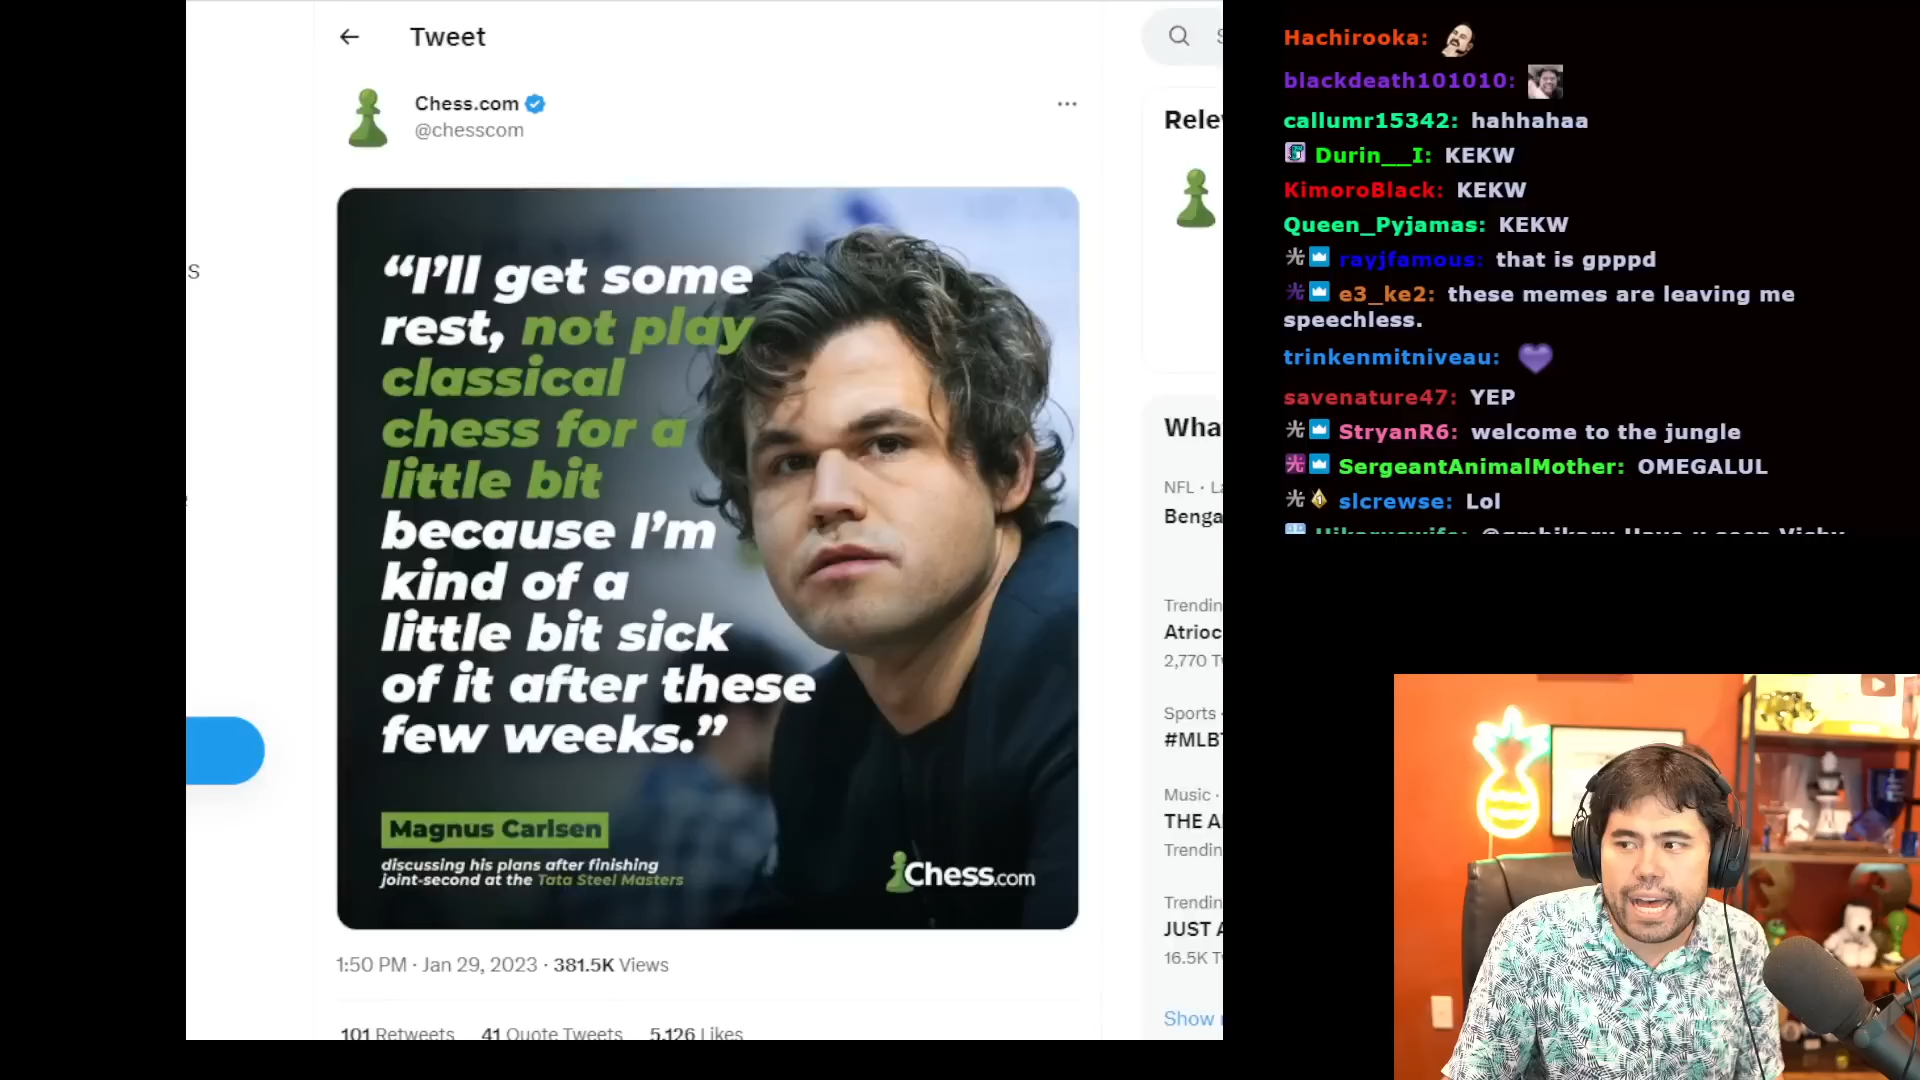 Tweet
Chess.com
@chesscom
“I’ll get some
rest, not play
classical
chess for a
little bit
because I’m
kind of a
little bit sick
of it after these
few weeks.”
Magnus Carlsen
discussing his plans after finishing
joint-second at the Tata Steel Masters
Chess.com
1:50 PM · Jan 29, 2023 · 381.5K Views
101 Retweets 41 Quote Tweets 5,126 Likes
s
Rele
Wha
NFL · La
Benga
Trendin
Atrioc
2,770 T
Sports ·
#MLB
Music ·
THE A
Trending
Trendin
JUST A
16.5K T
Show
Hachirooka:
blackdeath101010:
callumr15342: hahhahaa
Durin__I: KEKW
KimoroBlack: KEKW
Queen_Pyjamas: KEKW
rayjfamous: that is gpppd
e3_ke2: these memes are leaving me
speechless.
trinkenmitniveau:
savenature47: YEP
StryanR6: welcome to the jungle
SergeantAnimalMother: OMEGALUL
slcrewse: Lol